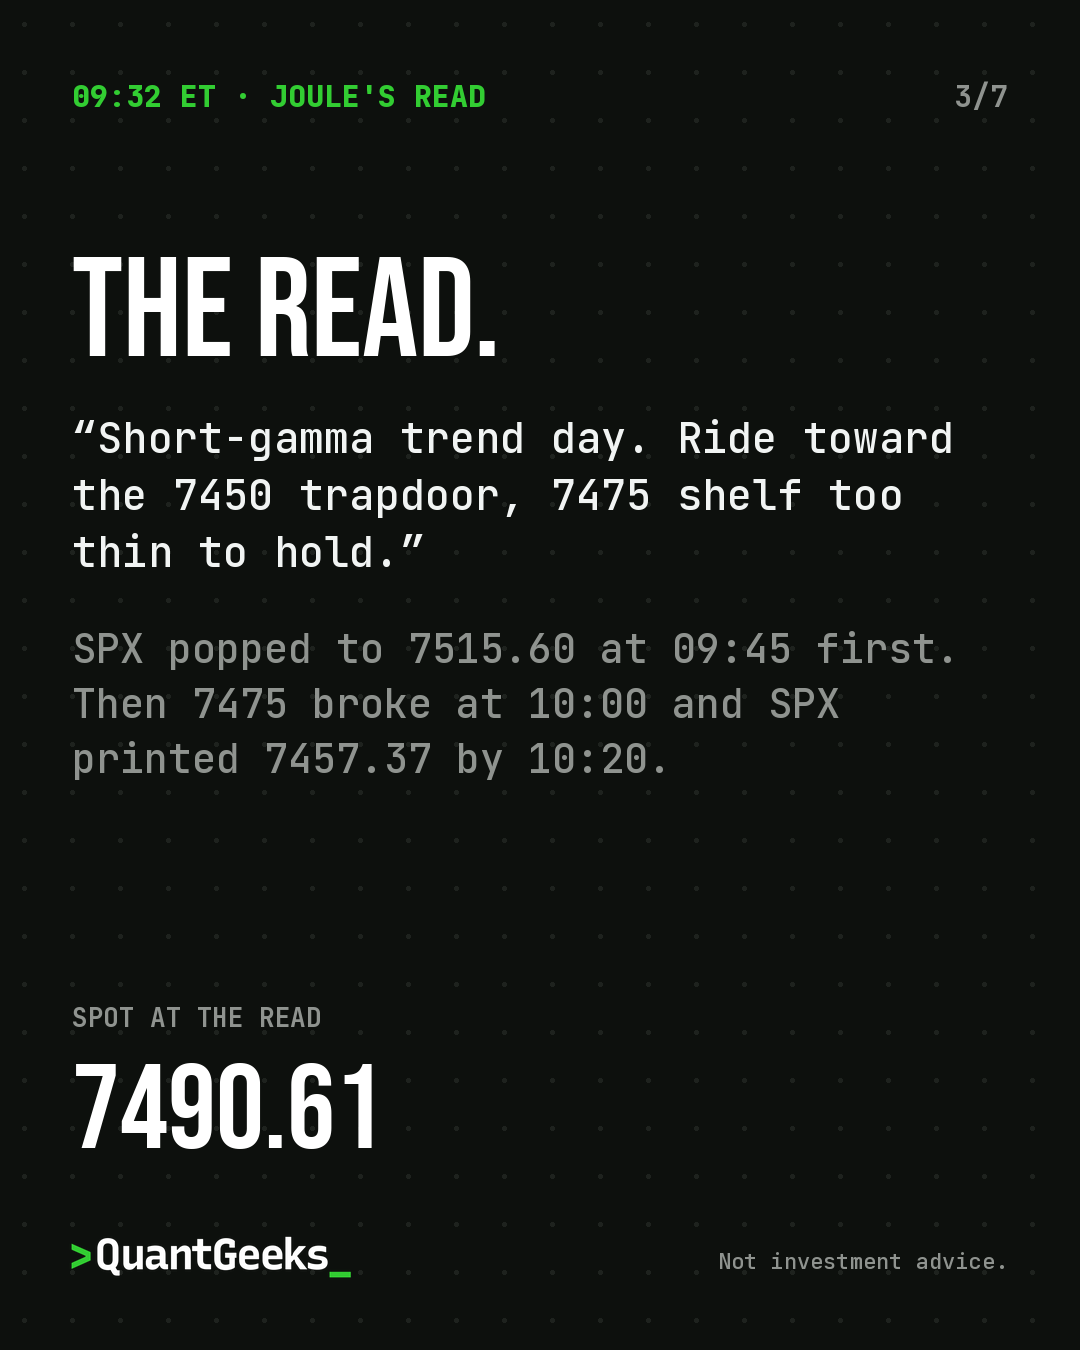 09:32 ET · JOULE'S READ
3/7
THE READ.
“Short-gamma trend day. Ride toward
the 7450 trapdoor, 7475 shelf too
thin to hold.”
SPX popped to 7515.60 at 09:45 first.
Then 7475 broke at 10:00 and SPX
printed 7457.37 by 10:20.
SPOT AT THE READ
7490.61
>QuantGeeks_
Not investment advice.